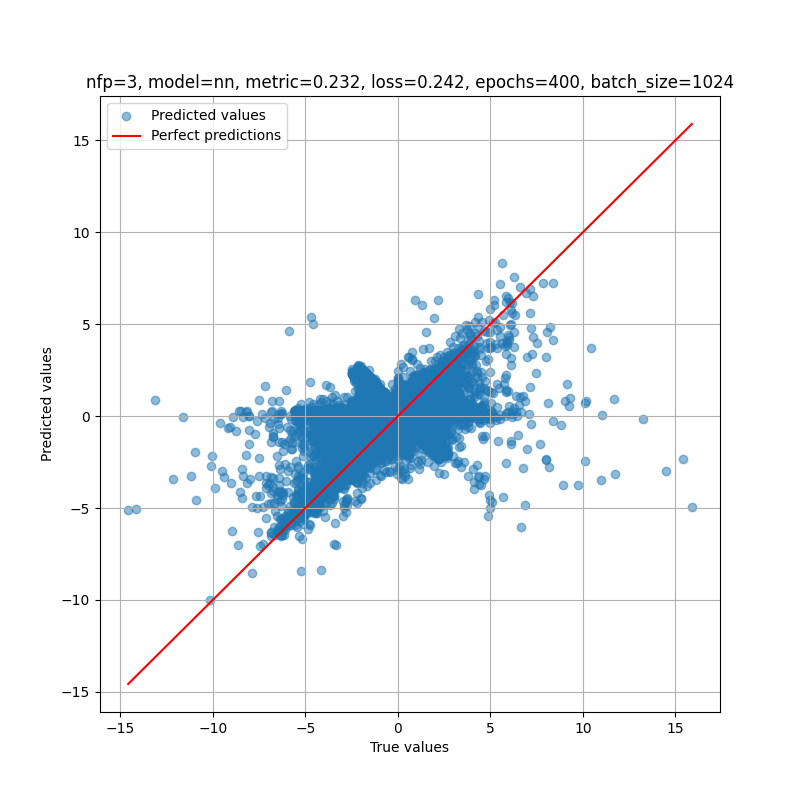 nfp=3, model=nn, metric=0.232, loss=0.242, epochs=400, batch_size=1024
Predicted values
Perfect predictions
15
10
5
0
−5
−10
−15
Predicted values
−15
−10
−5
0
5
10
15
True values